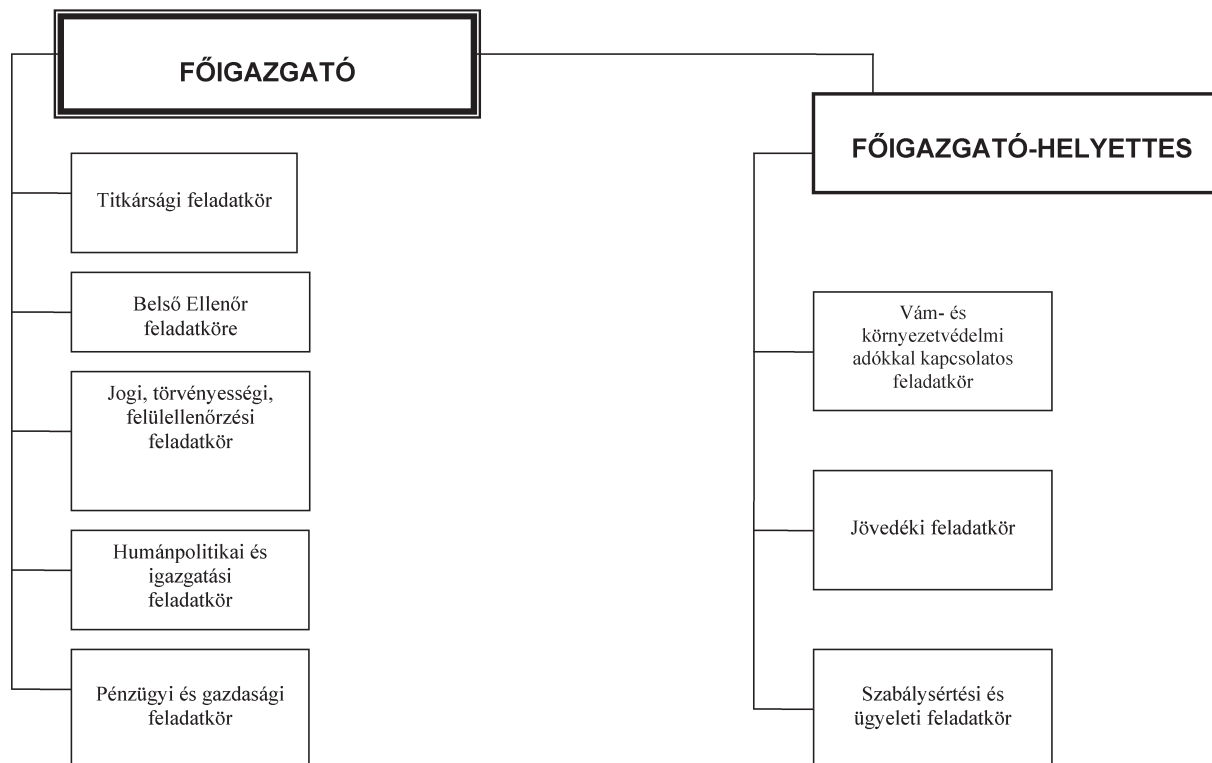 FŐIGAZGATÓ
Titkársági feladatkör
Belső Ellenőr
feladatköre
Jogi, törvényességi,
felülellenőrzési
feladatkör
Humánpolitikai és
igazgatási
feladatkör
Pénzügyi és gazdasági
feladatkör
FŐIGAZGATÓ-HELYETTES
Vám- és
környezetvédelmi
adókkal kapcsolatos
feladatkör
Jövedéki feladatkör
Szabálysértési és
ügyeleti feladatkör